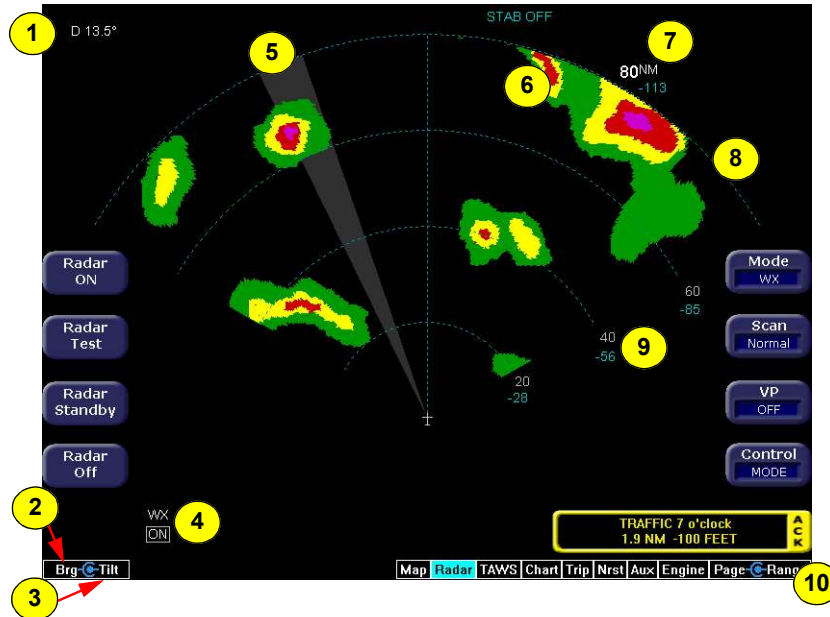 1
D 13.5°
5
STAB OFF
7
80NM
-113
6
8
60
-85
40
-56
9
20
-28
Radar
ON
Radar
Test
Radar
Standby
Radar
Off
Mode
WX
Scan
Normal
VP
OFF
Control
MODE
2
WX
ON
4
TRAFFIC 7 o'clock
1.9 NM -100 FEET
ACK
Brg Tilt
Map Radar TAWS Chart Trip Nrst Aux Engine Page Rang
10
3